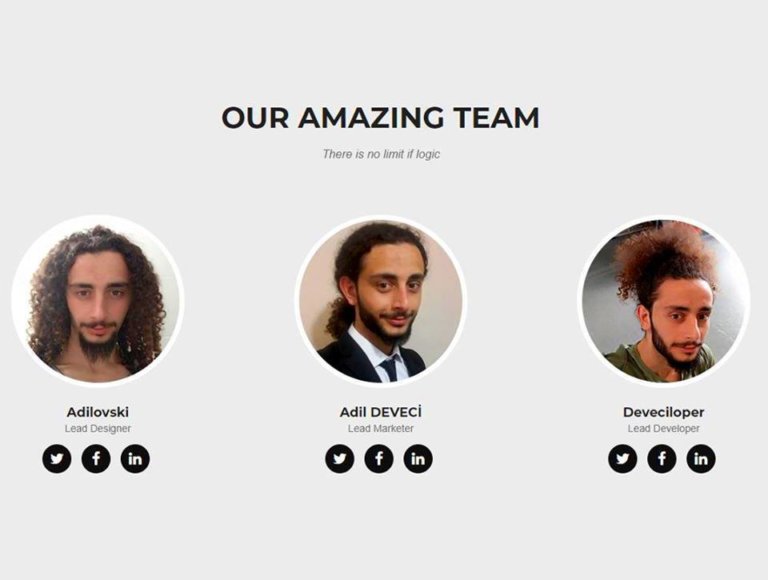 OUR AMAZING TEAM
There is no limit if logic
Adilovski
Lead Designer
Adil DEVECİ
Lead Marketer
Deveciloper
Lead Developer